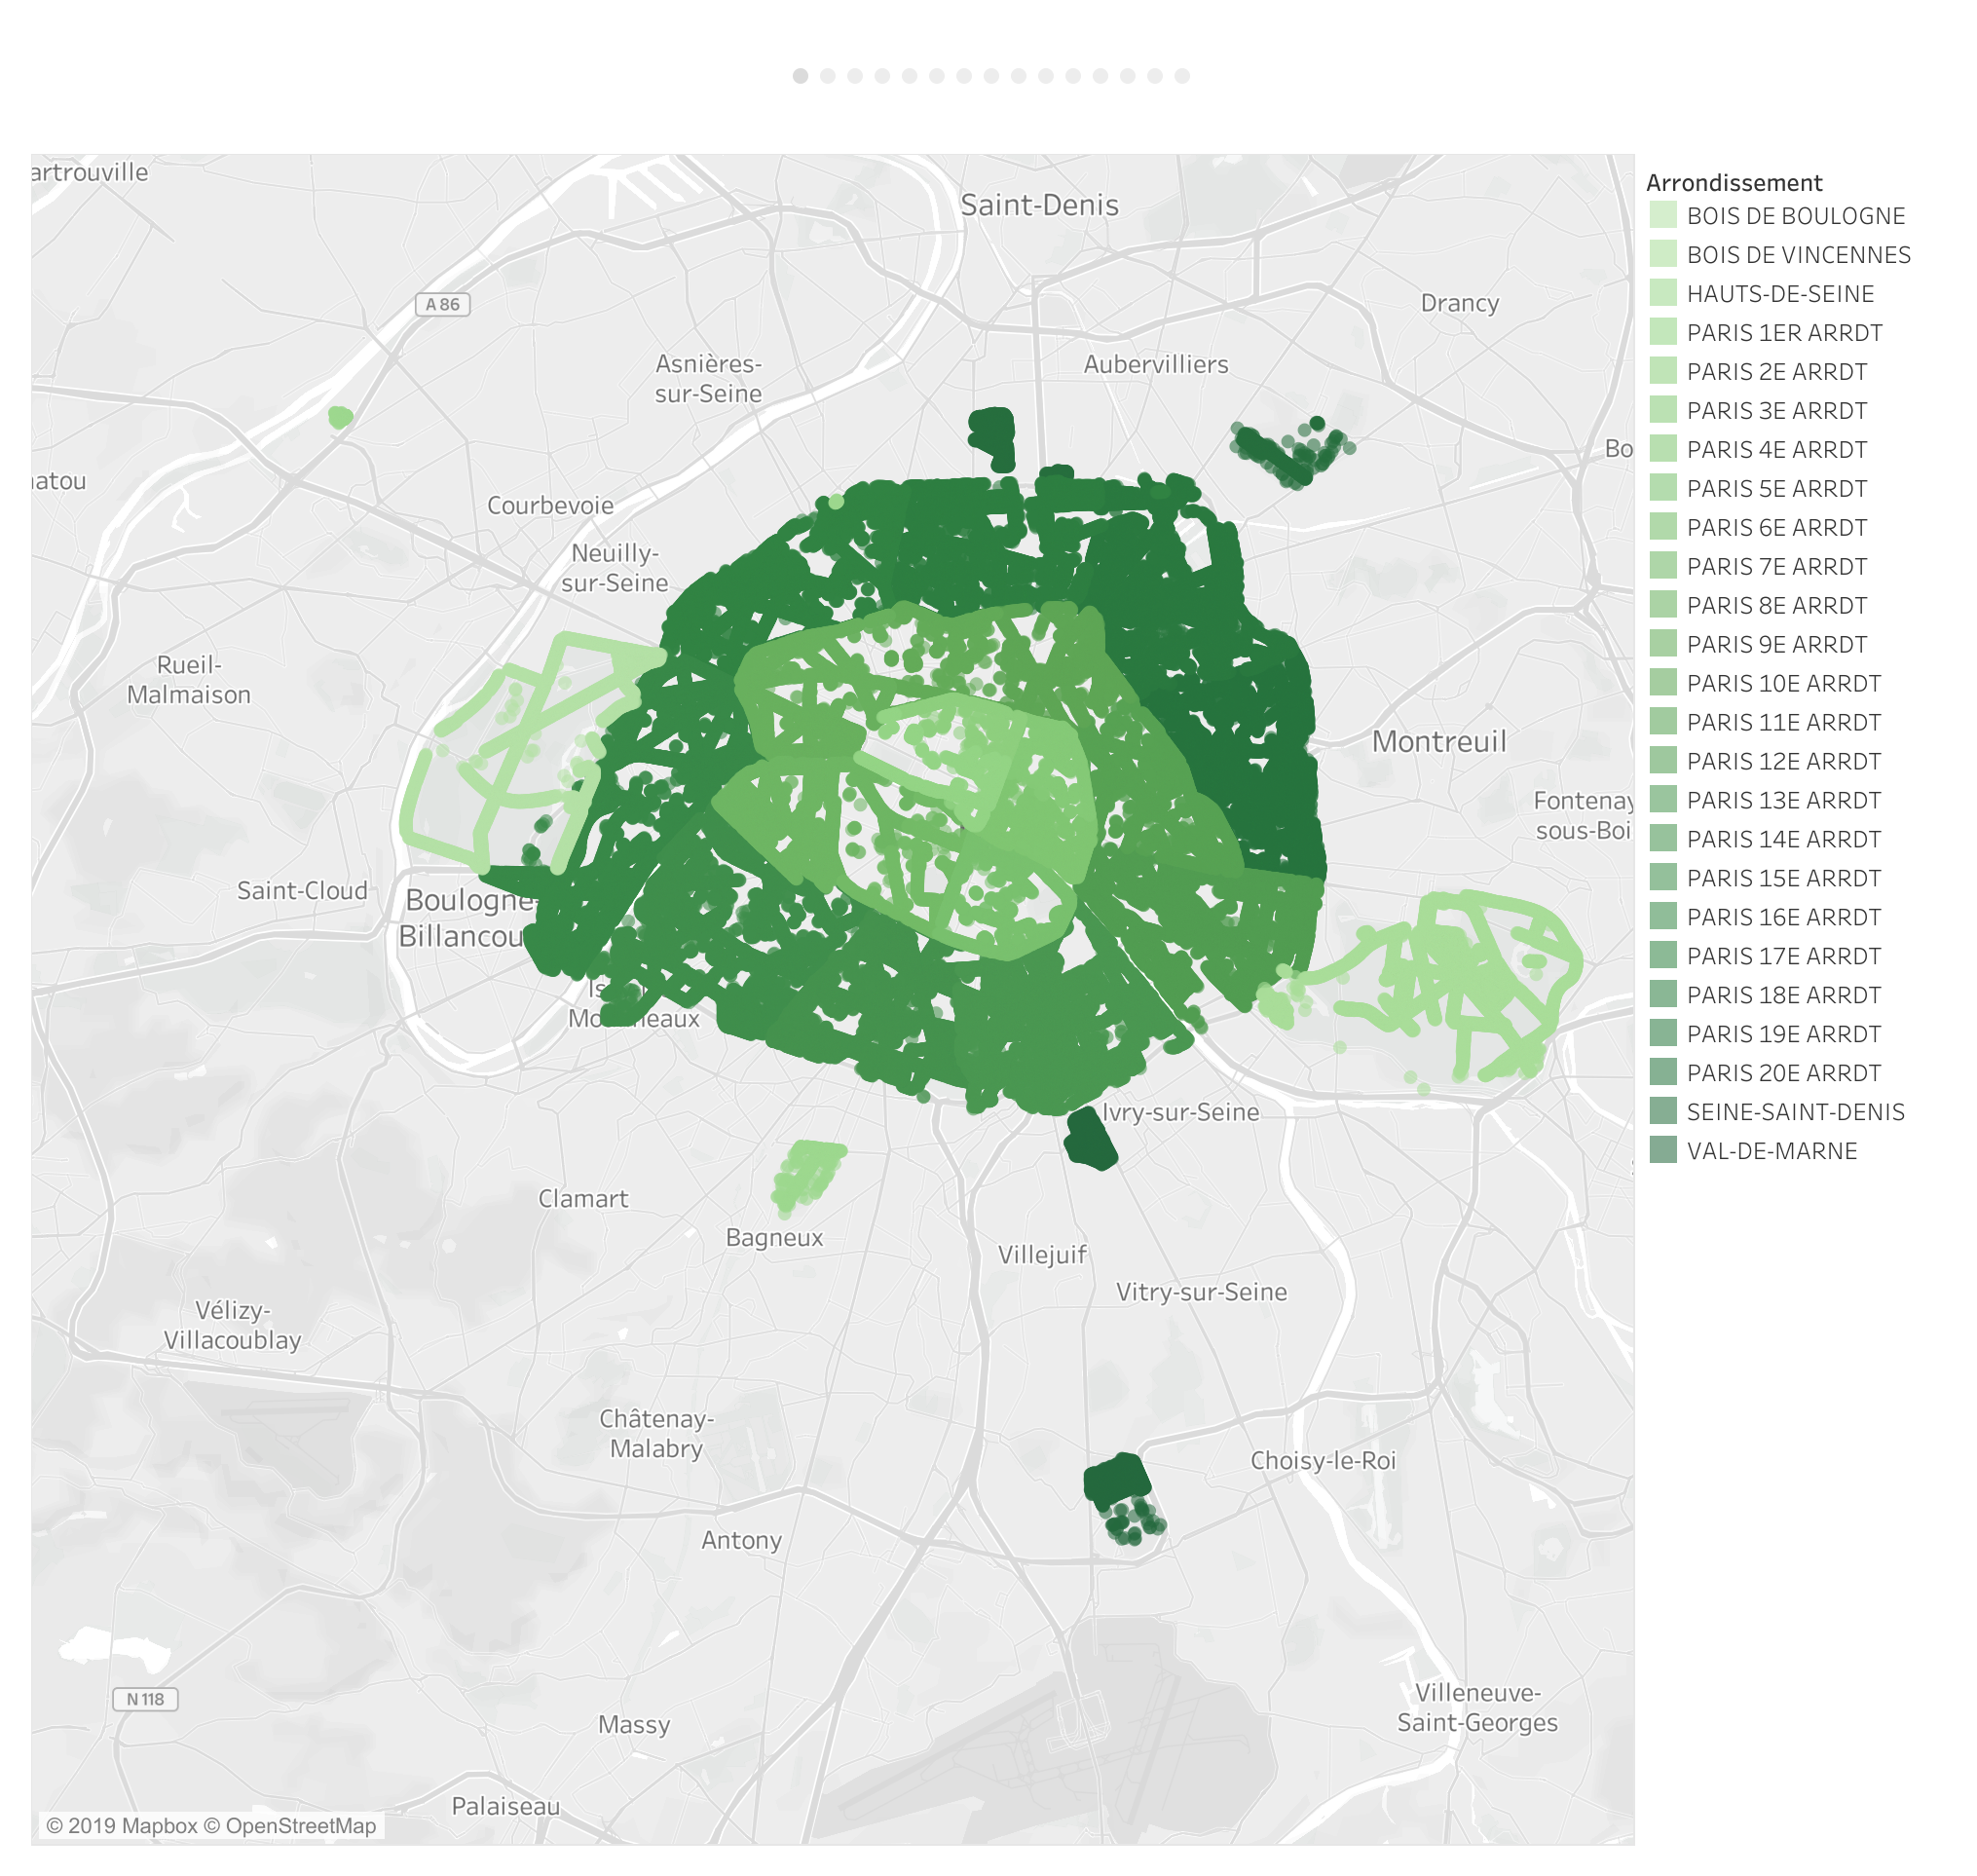 artrouville
Saint-Denis
A 86
Drancy
Asnières-
sur-Seine
Aubervilliers
Bo
atou
Courbevoie
Neuilly-
sur-Seine
Rueil-
Malmaison
Montreuil
Fontenay
sous-Boi
Saint-Cloud
Boulogne-
Billancou
Is
Mo
neaux
Ivry-sur-Seine
Clamart
Bagneux
Villejuif
Vitry-sur-Seine
Vélizy-
Villacoublay
Châtenay-
Malabry
Choisy-le-Roi
Antony
N 118
Villeneuve-
Saint-Georges
Massy
Palaiseau
© 2019 Mapbox © OpenStreetMap
Arrondissement
BOIS DE BOULOGNE
BOIS DE VINCENNES
HAUTS-DE-SEINE
PARIS 1ER ARRDT
PARIS 2E ARRDT
PARIS 3E ARRDT
PARIS 4E ARRDT
PARIS 5E ARRDT
PARIS 6E ARRDT
PARIS 7E ARRDT
PARIS 8E ARRDT
PARIS 9E ARRDT
PARIS 10E ARRDT
PARIS 11E ARRDT
PARIS 12E ARRDT
PARIS 13E ARRDT
PARIS 14E ARRDT
PARIS 15E ARRDT
PARIS 16E ARRDT
PARIS 17E ARRDT
PARIS 18E ARRDT
PARIS 19E ARRDT
PARIS 20E ARRDT
SEINE-SAINT-DENIS
VAL-DE-MARNE